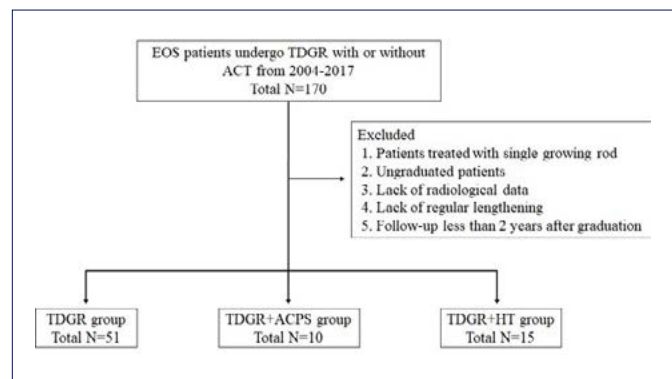 EOS patients undergo TDGR with or without
ACT from 2004-2017
Total N=170
Excluded
1. Patients treated with single growing rod
2. Ungraduated patients
3. Lack of radiological data
4. Lack of regular lengthening
5. Follow-up less than 2 years after graduation
TDGR group
Total N=51
TDGR+ACPS group
Total N=10
TDGR+HT group
Total N=15